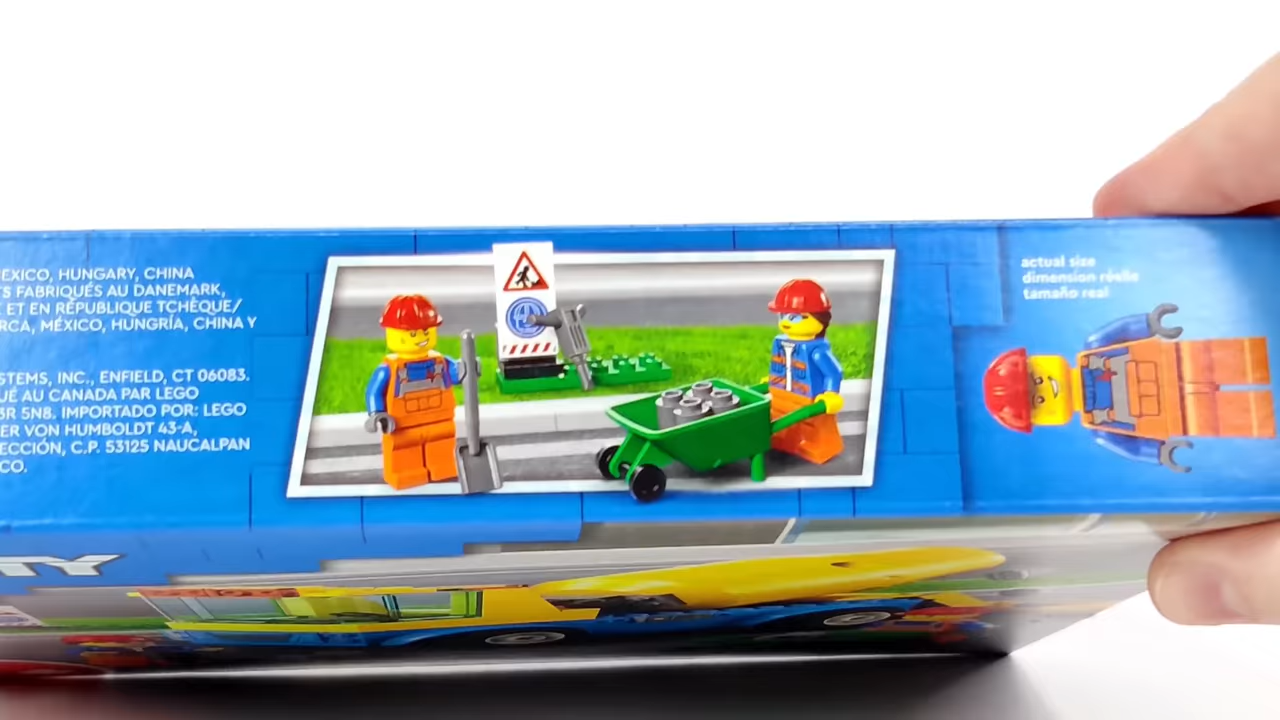 EXICO, HUNGARY, CHINA
S FABRIQUÉS AU DANEMARK,
ET EN RÉPUBLIQUE TCHÈQUE/
RCA, MÉXICO, HUNGRÍA, CHINA Y
STEMS, INC., ENFIELD, CT 06083.
UÉ AU CANADA PAR LEGO
3R 5N8. IMPORTADO POR: LEGO
ER VON HUMBOLDT 43-A,
ECCIÓN, C.P. 53125 NAUCALPAN
CO.
actual size
dimension réelle
tamaño real
TY